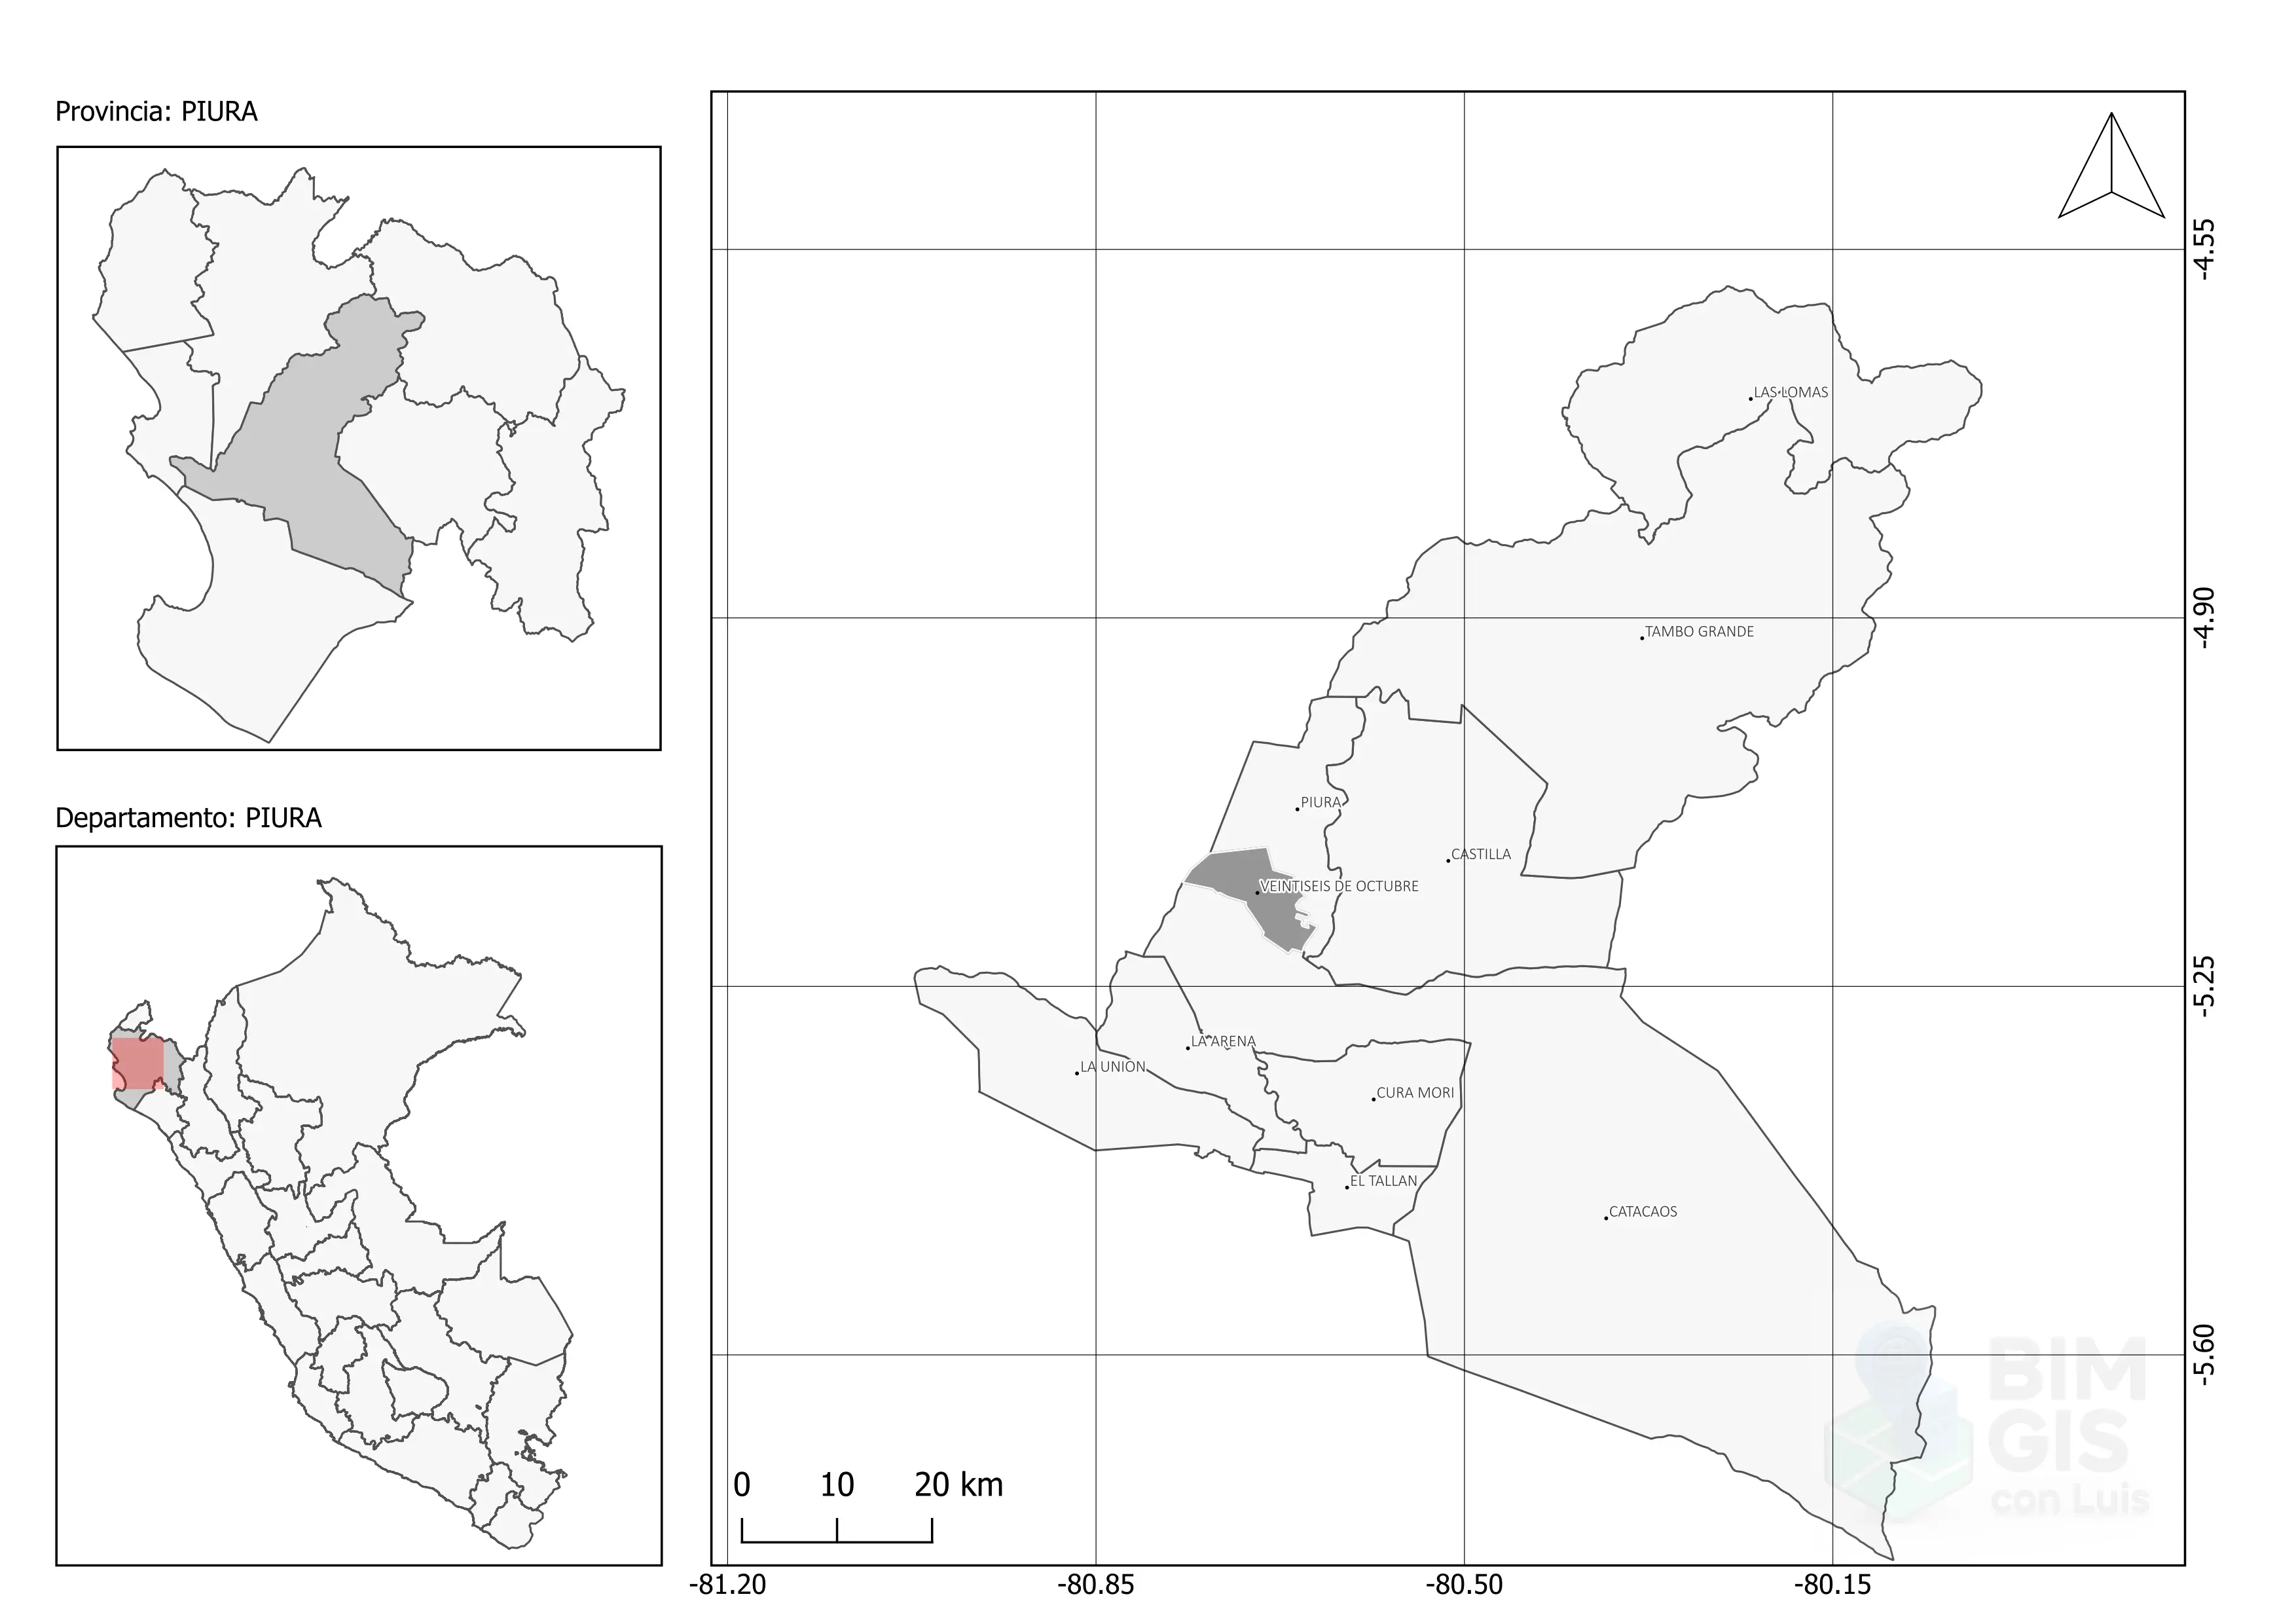 Provincia: PIURA
Departamento: PIURA
LAS LOMAS
TAMBO GRANDE
PIURA
CASTILLA
VEINTISEIS DE OCTUBRE
LA ARENA
LA UNION
CURA MORI
EL TALLAN
CATACAOS
-4.55
-4.90
-5.25
-5.60
BIM
GIS
con Luis
0 10 20 km
-81.20 -80.85 -80.50 -80.15